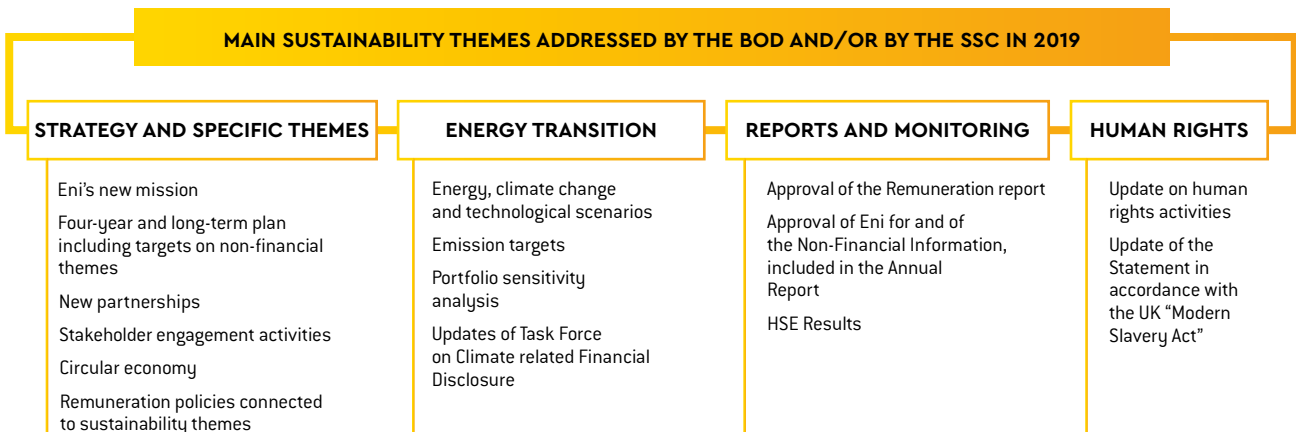 MAIN SUSTAINABILITY THEMES ADDRESSED BY THE BOD AND/OR BY THE SSC IN 2019
STRATEGY AND SPECIFIC THEMES
Eni's new mission
Four-year and long-term plan
including targets on non-financial
themes
New partnerships
Stakeholder engagement activities
Circular economy
Remuneration policies connected
to sustainability themes
ENERGY TRANSITION
Energy, climate change
and technological scenarios
Emission targets
Portfolio sensitivity
analysis
Updates of Task Force
on Climate related Financial
Disclosure
REPORTS AND MONITORING
Approval of the Remuneration report
Approval of Eni for and of
the Non-Financial Information,
included in the Annual
Report
HSE Results
HUMAN RIGHTS
Update on human
rights activities
Update of the
Statement in
accordance with
the UK “Modern
Slavery Act”